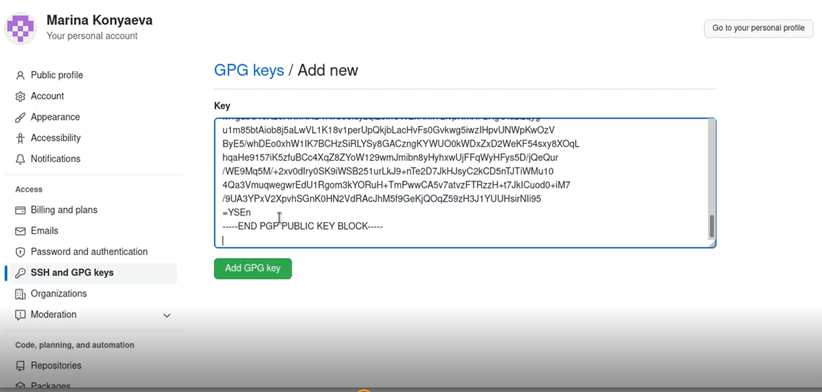 Marina Konyaeva
Your personal account
Go to your personal profile
Public profile
Account
Appearance
Accessibility
Notifications
Access
Billing and plans
Emails
Password and authentication
SSH and GPG keys
Organizations
Moderation
Code, planning, and automation
Repositories
Packages
GPG keys / Add new
Key
u1m85btAiob8j5aLwVL1K18v1perUpQkjbLacHvFs0Gvkwg5iwzIHpvUNWpKwOzV
ByE5/whDEo0xhW1IK7BCHzSiRLYSy8GACzngKYWUO0kWDxZxD2WeKF54sxy8XOqL
hqaHe9157iK5zfuBCc4XqZ8ZYoW129wmJmibn8yHyhxwUjFFqWyHFys5D/jQeQur
/WE9Mq5M/+2xv0dIry0SK9iWSB251urLkJ9+nTe2D7JkHJsyC2kCD5nTJTiWMu10
4Qa3VmuqwegwrEdU1Rgom3kYORuH+TmPwwCA5v7atvzFTRzzH+t7JkICuod0+iM7
/9UA3YPxV2XpvhSGnK0HN2VdRAcJhM5f9GeKjQOqZ59zH3J1YUUHsirNIi95
=YSEn
-----END PGP PUBLIC KEY BLOCK-----
Add GPG key